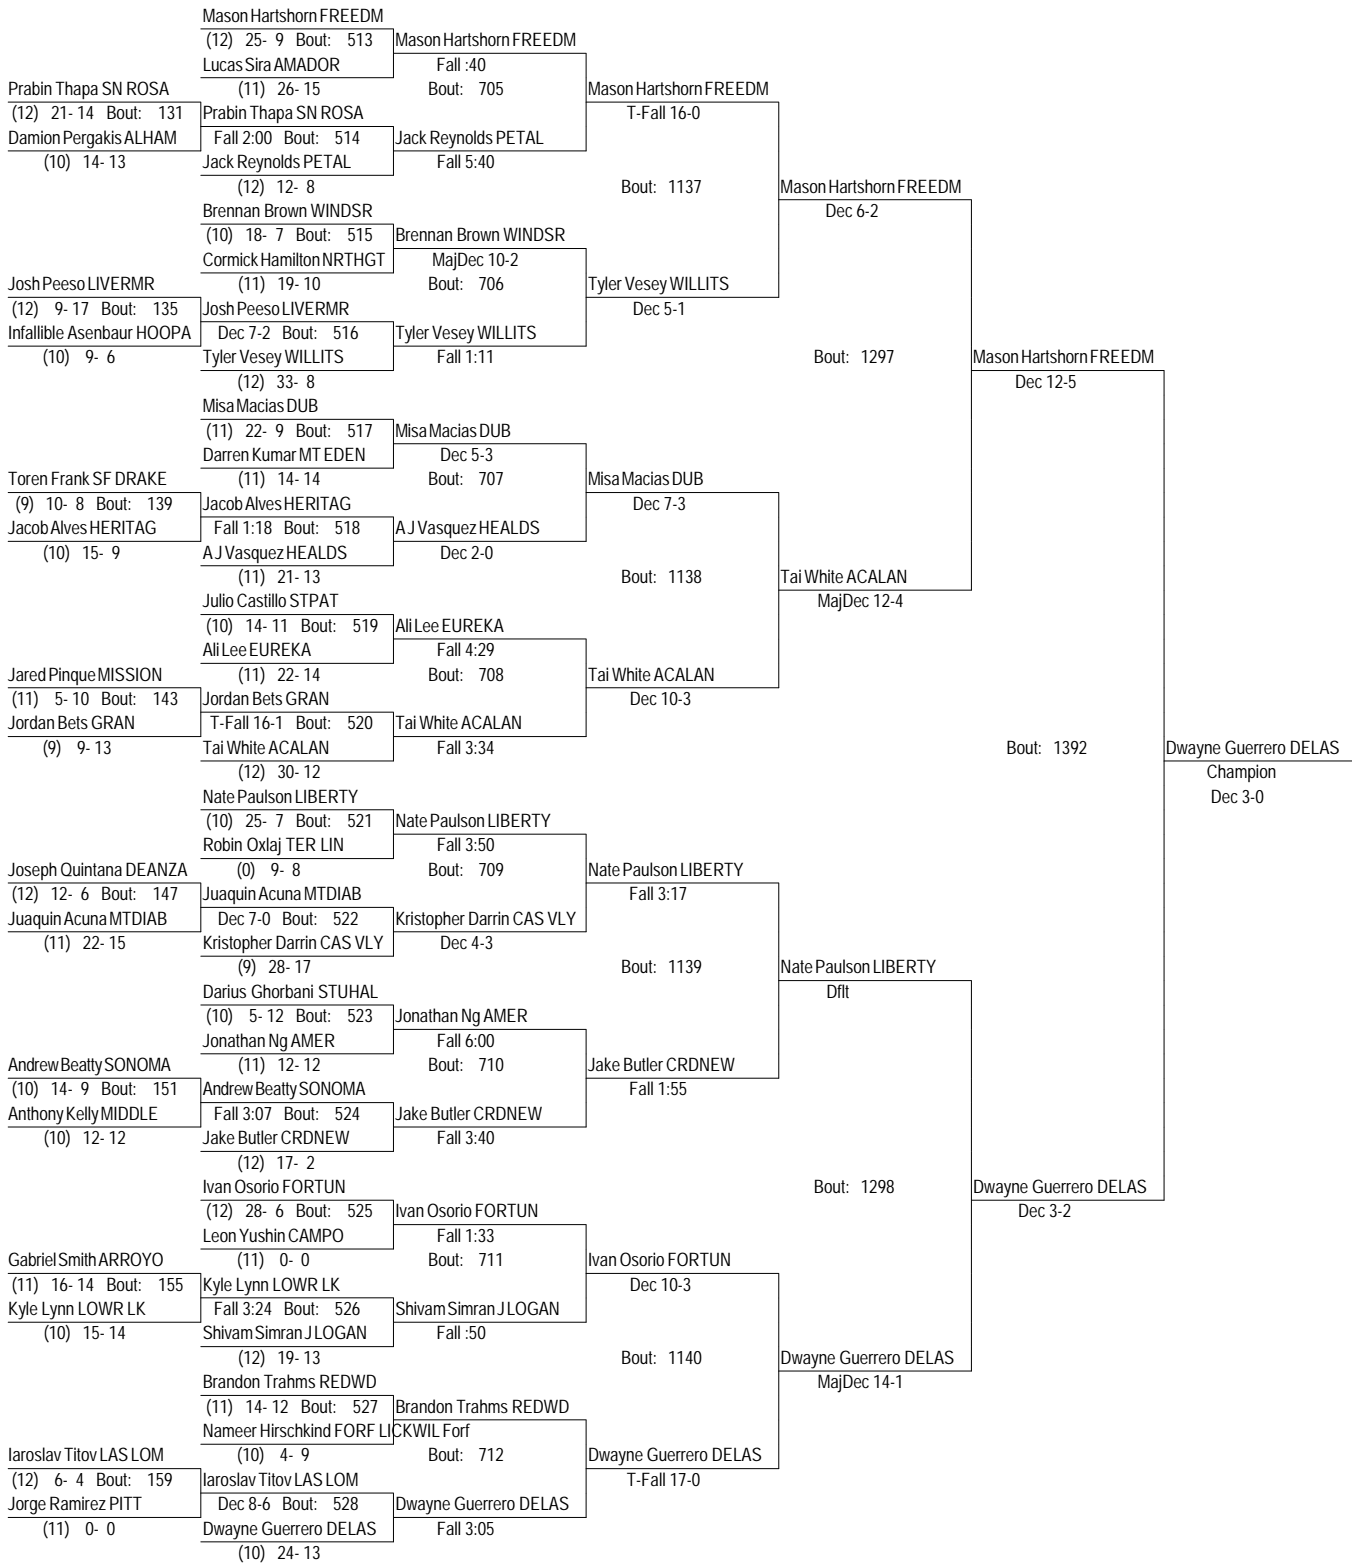 Mason Hartshorn FREEDM
(12) 25- 9 Bout: 513
Mason Hartshorn FREEDM
Lucas Sira AMADOR
Fall :40
(11) 26- 15
Bout: 705
Prabin Thapa SN ROSA
Mason Hartshorn FREEDM
(12) 21- 14 Bout: 131
Prabin Thapa SN ROSA
T-Fall 16-0
Damion Pergakis ALHAM
Fall 2:00 Bout: 514
Jack Reynolds PETAL
(10) 14- 13
Jack Reynolds PETAL
Fall 5:40
(12) 12- 8
Bout: 1137
Mason Hartshorn FREEDM
Brennan Brown WINDSR
Dec 6-2
(10) 18- 7 Bout: 515
Brennan Brown WINDSR
Cormick Hamilton NRTHGT
MajDec 10-2
(11) 19- 10
Bout: 706
Josh Peeso LIVERMR
Tyler Vesey WILLITS
(12) 9- 17 Bout: 135
Josh Peeso LIVERMR
Dec 5-1
Infallible Asenbaur HOOPA
Dec 7-2 Bout: 516
Tyler Vesey WILLITS
(10) 9- 6
Tyler Vesey WILLITS
Fall 1:11
Bout: 1297
Mason Hartshorn FREEDM
(12) 33- 8
Dec 12-5
Misa Macias DUB
(11) 22- 9 Bout: 517
Misa Macias DUB
Darren Kumar MT EDEN
Dec 5-3
(11) 14- 14
Bout: 707
Toren Frank SF DRAKE
Misa Macias DUB
(9) 10- 8 Bout: 139
Jacob Alves HERITAG
Dec 7-3
Jacob Alves HERITAG
Fall 1:18 Bout: 518
A J Vasquez HEALDS
(10) 15- 9
A J Vasquez HEALDS
Dec 2-0
(11) 21- 13
Bout: 1138
Tai White ACALAN
Julio Castillo STPAT
MajDec 12-4
(10) 14- 11 Bout: 519
Ali Lee EUREKA
Ali Lee EUREKA
Fall 4:29
(11) 22- 14
Bout: 708
Jared Pinque MISSION
Tai White ACALAN
(11) 5- 10 Bout: 143
Jordan Bets GRAN
Dec 10-3
Jordan Bets GRAN
T-Fall 16-1 Bout: 520
Tai White ACALAN
(9) 9- 13
Tai White ACALAN
Fall 3:34
Bout: 1392
Dwayne Guerrero DELAS
(12) 30- 12
Champion
Nate Paulson LIBERTY
Dec 3-0
(10) 25- 7 Bout: 521
Nate Paulson LIBERTY
Robin Oxlaj TER LIN
Fall 3:50
(0) 9- 8
Bout: 709
Joseph Quintana DEANZA
Nate Paulson LIBERTY
(12) 12- 6 Bout: 147
Juaquin Acuna MTDIAB
Fall 3:17
Juaquin Acuna MTDIAB
Dec 7-0 Bout: 522
Kristopher Darrin CAS VLY
(11) 22- 15
Kristopher Darrin CAS VLY
Dec 4-3
(9) 28- 17
Bout: 1139
Nate Paulson LIBERTY
Darius Ghorbani STUHAL
Dflt
(10) 5- 12 Bout: 523
Jonathan Ng AMER
Jonathan Ng AMER
Fall 6:00
(11) 12- 12
Bout: 710
Andrew Beatty SONOMA
Jake Butler CRDNEW
(10) 14- 9 Bout: 151
Andrew Beatty SONOMA
Fall 1:55
Anthony Kelly MIDDLE
Fall 3:07 Bout: 524
Jake Butler CRDNEW
(10) 12- 12
Jake Butler CRDNEW
Fall 3:40
(12) 17- 2
Ivan Osorio FORTUN
Bout: 1298
Dwayne Guerrero DELAS
(12) 28- 6 Bout: 525
Ivan Osorio FORTUN
Dec 3-2
Leon Yushin CAMPO
Fall 1:33
(11) 0- 0
Bout: 711
Gabriel Smith ARROYO
Ivan Osorio FORTUN
(11) 16- 14 Bout: 155
Kyle Lynn LOWR LK
Dec 10-3
Kyle Lynn LOWR LK
Fall 3:24 Bout: 526
Shivam Simran J LOGAN
(10) 15- 14
Shivam Simran J LOGAN
Fall :50
(12) 19- 13
Bout: 1140
Dwayne Guerrero DELAS
Brandon Trahms REDWD
MajDec 14-1
(11) 14- 12 Bout: 527
Brandon Trahms REDWD
Nameer Hirschkind FORF LICKWIL Forf
(10) 4- 9
Bout: 712
Iaroslav Titov LAS LOM
Dwayne Guerrero DELAS
(12) 6- 4 Bout: 159
Iaroslav Titov LAS LOM
T-Fall 17-0
Jorge Ramirez PITT
Dec 8-6 Bout: 528
Dwayne Guerrero DELAS
(11) 0- 0
Dwayne Guerrero DELAS
Fall 3:05
(10) 24- 13